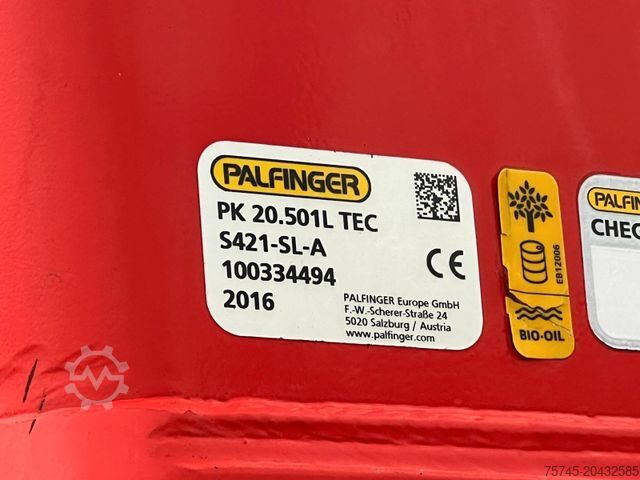 PALFINGER
PK 20.501L TEC
S421-SL-A
100334494
2016
CE
PALFINGER Europe GmbH
F.-W.-Scherer-Straße 24
5020 Salzburg / Austria
www.palfinger.com
EB12006
BIO-OIL
PALFINGER
CHEC
75745-20432585